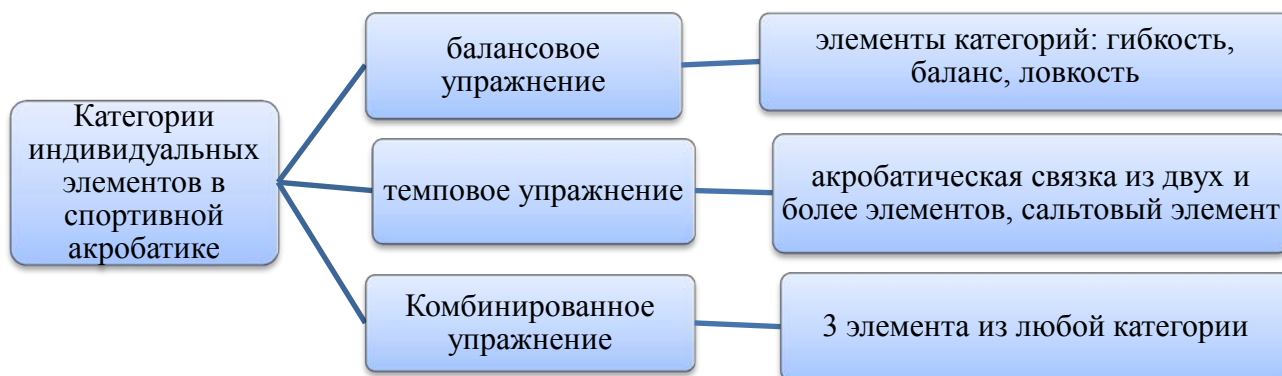 Категории
индивидуальных
элементов в
спортивной
акробатике
балансовое
упражнение
элементы категорий: гибкость,
баланс, ловкость
темповое упражнение
акробатическая связка из двух и
более элементов, сальтовый элемент
Комбинированное
упражнение
3 элемента из любой категории